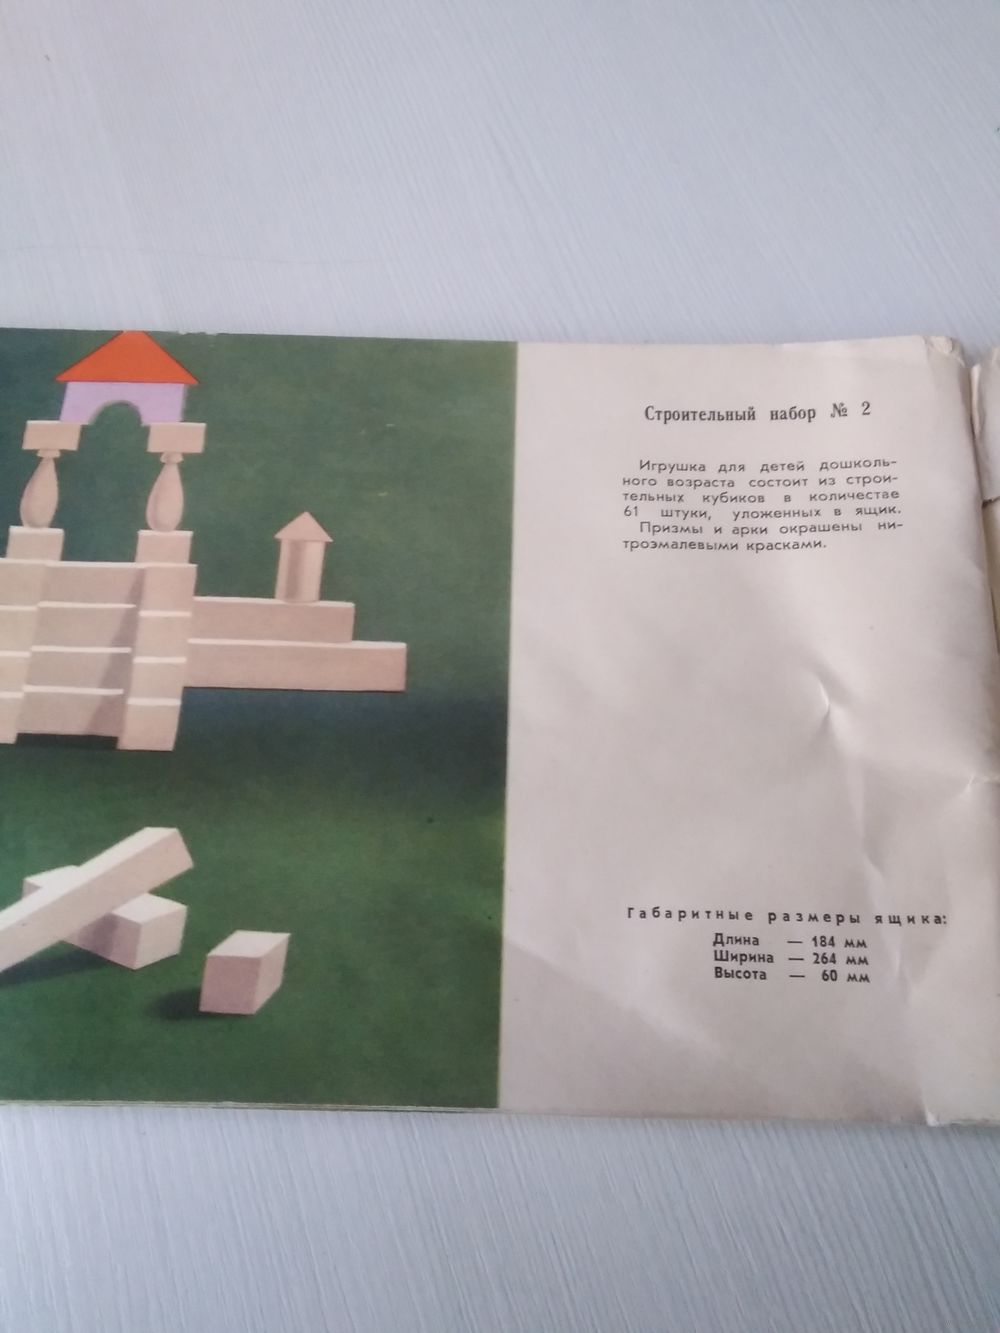 Строительный набор № 2
Игрушка для детей дошколь-
ного возраста состоит из строи-
тельных кубиков в количестве
61 штуки, уложенных в ящик.
Призмы и арки окрашены ни-
троэмалевыми красками.
Габаритные размеры ящика:
Длина — 184 мм
Ширина — 264 мм
Высота — 60 мм